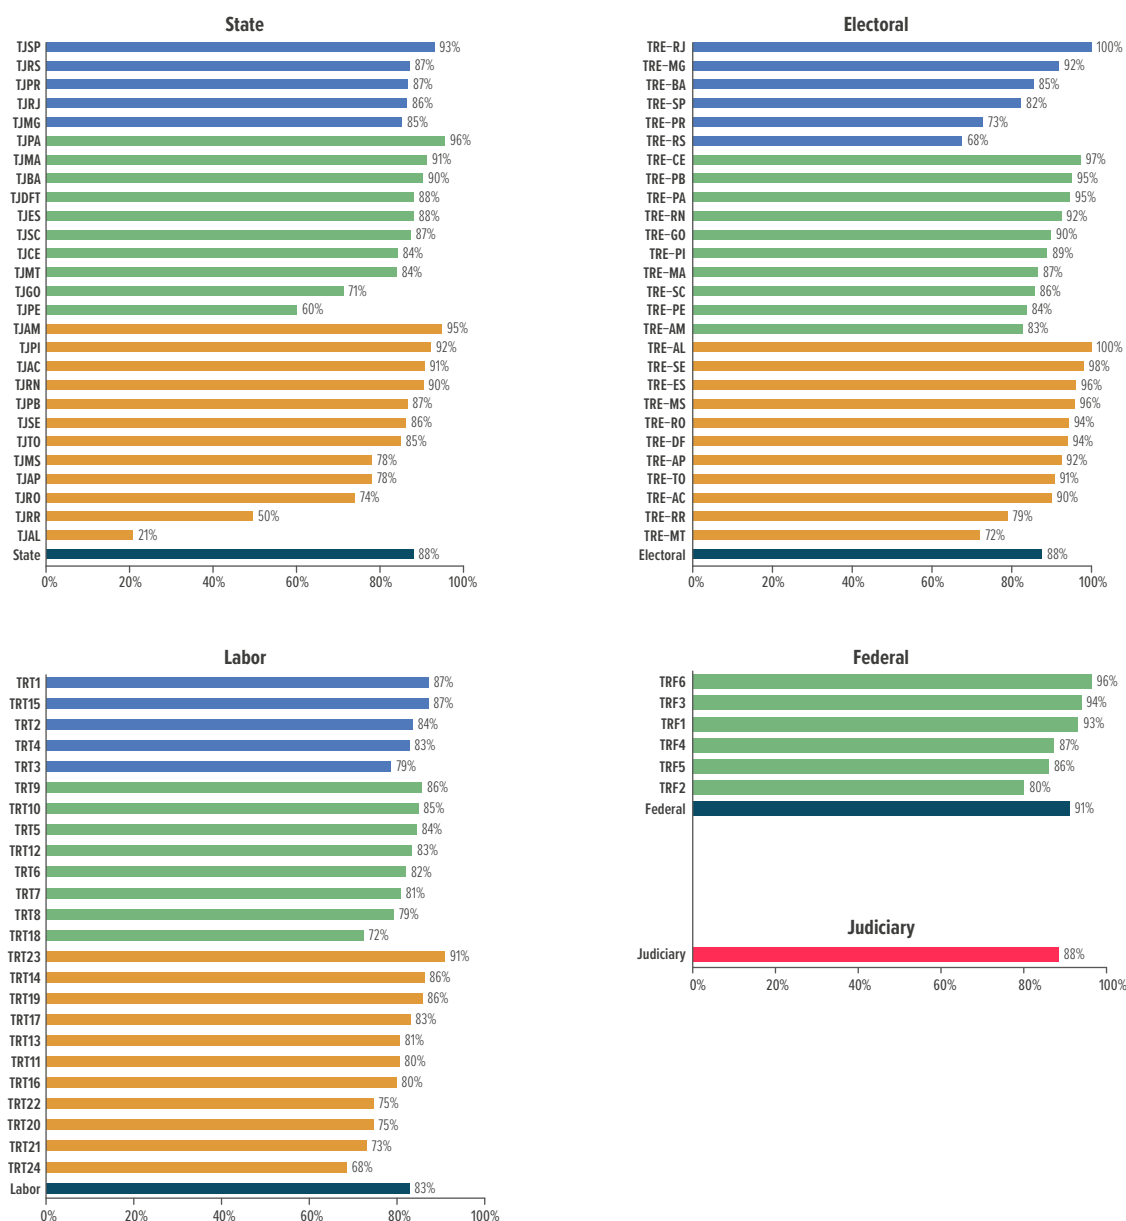 State
TJSP 93%
TJRS 87%
TJPR 87%
TJRJ 86%
TJMG 85%
TJPA 96%
TJMA 91%
TJBA 90%
TJDFT 88%
TJES 88%
TJSC 87%
TJCE 84%
TJMT 84%
TJGO 71%
TJPE 60%
TJAM 95%
TJPI 92%
TJAC 91%
TJRN 90%
TJPB 87%
TJSE 86%
TJTO 85%
TJMS 78%
TJAP 78%
TJRO 74%
TJRR 50%
TJAL 21%
State 88%
0% 20% 40% 60% 80% 100%
Electoral
TRE-RJ 100%
TRE-MG 92%
TRE-BA 85%
TRE-SP 82%
TRE-PR 73%
TRE-RS 68%
TRE-CE 97%
TRE-PB 95%
TRE-PA 95%
TRE-RN 92%
TRE-GO 90%
TRE-PI 89%
TRE-MA 87%
TRE-SC 86%
TRE-PE 84%
TRE-AM 83%
TRE-AL 100%
TRE-SE 98%
TRE-ES 96%
TRE-MS 96%
TRE-RO 94%
TRE-DF 94%
TRE-AP 92%
TRE-TO 91%
TRE-AC 90%
TRE-RR 79%
TRE-MT 72%
Electoral 88%
0% 20% 40% 60% 80% 100%
Labor
TRT1 87%
TRT15 87%
TRT2 84%
TRT4 83%
TRT3 79%
TRT9 86%
TRT10 85%
TRT5 84%
TRT12 83%
TRT6 82%
TRT7 81%
TRT8 79%
TRT18 72%
TRT23 91%
TRT14 86%
TRT19 86%
TRT17 83%
TRT13 81%
TRT11 80%
TRT16 80%
TRT22 75%
TRT20 75%
TRT21 73%
TRT24 68%
Labor 83%
0% 20% 40% 60% 80% 100%
Federal
TRF6 96%
TRF3 94%
TRF1 93%
TRF4 87%
TRF5 86%
TRF2 80%
Federal 91%
Judiciary
Judiciary 88%
0% 20% 40% 60% 80% 100%